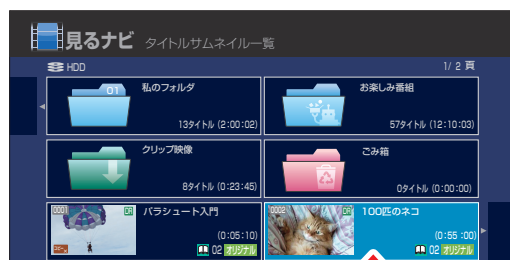 見るナビ タイトルサムネイル一覧
HDD 1/ 2 頁
01 私のフォルダ
13タイトル (2:00:02)
お楽しみ番組
57タイトル (12:10:03)
クリップ映像
8タイトル (0:23:45)
ごみ箱
0タイトル (0:00:00)
0001 DR パラシュート入門
(0:05:10)
コピー× 02 オリジナル
0002 DR 100匹のネコ
(0:55 :00)
02 オリジナル